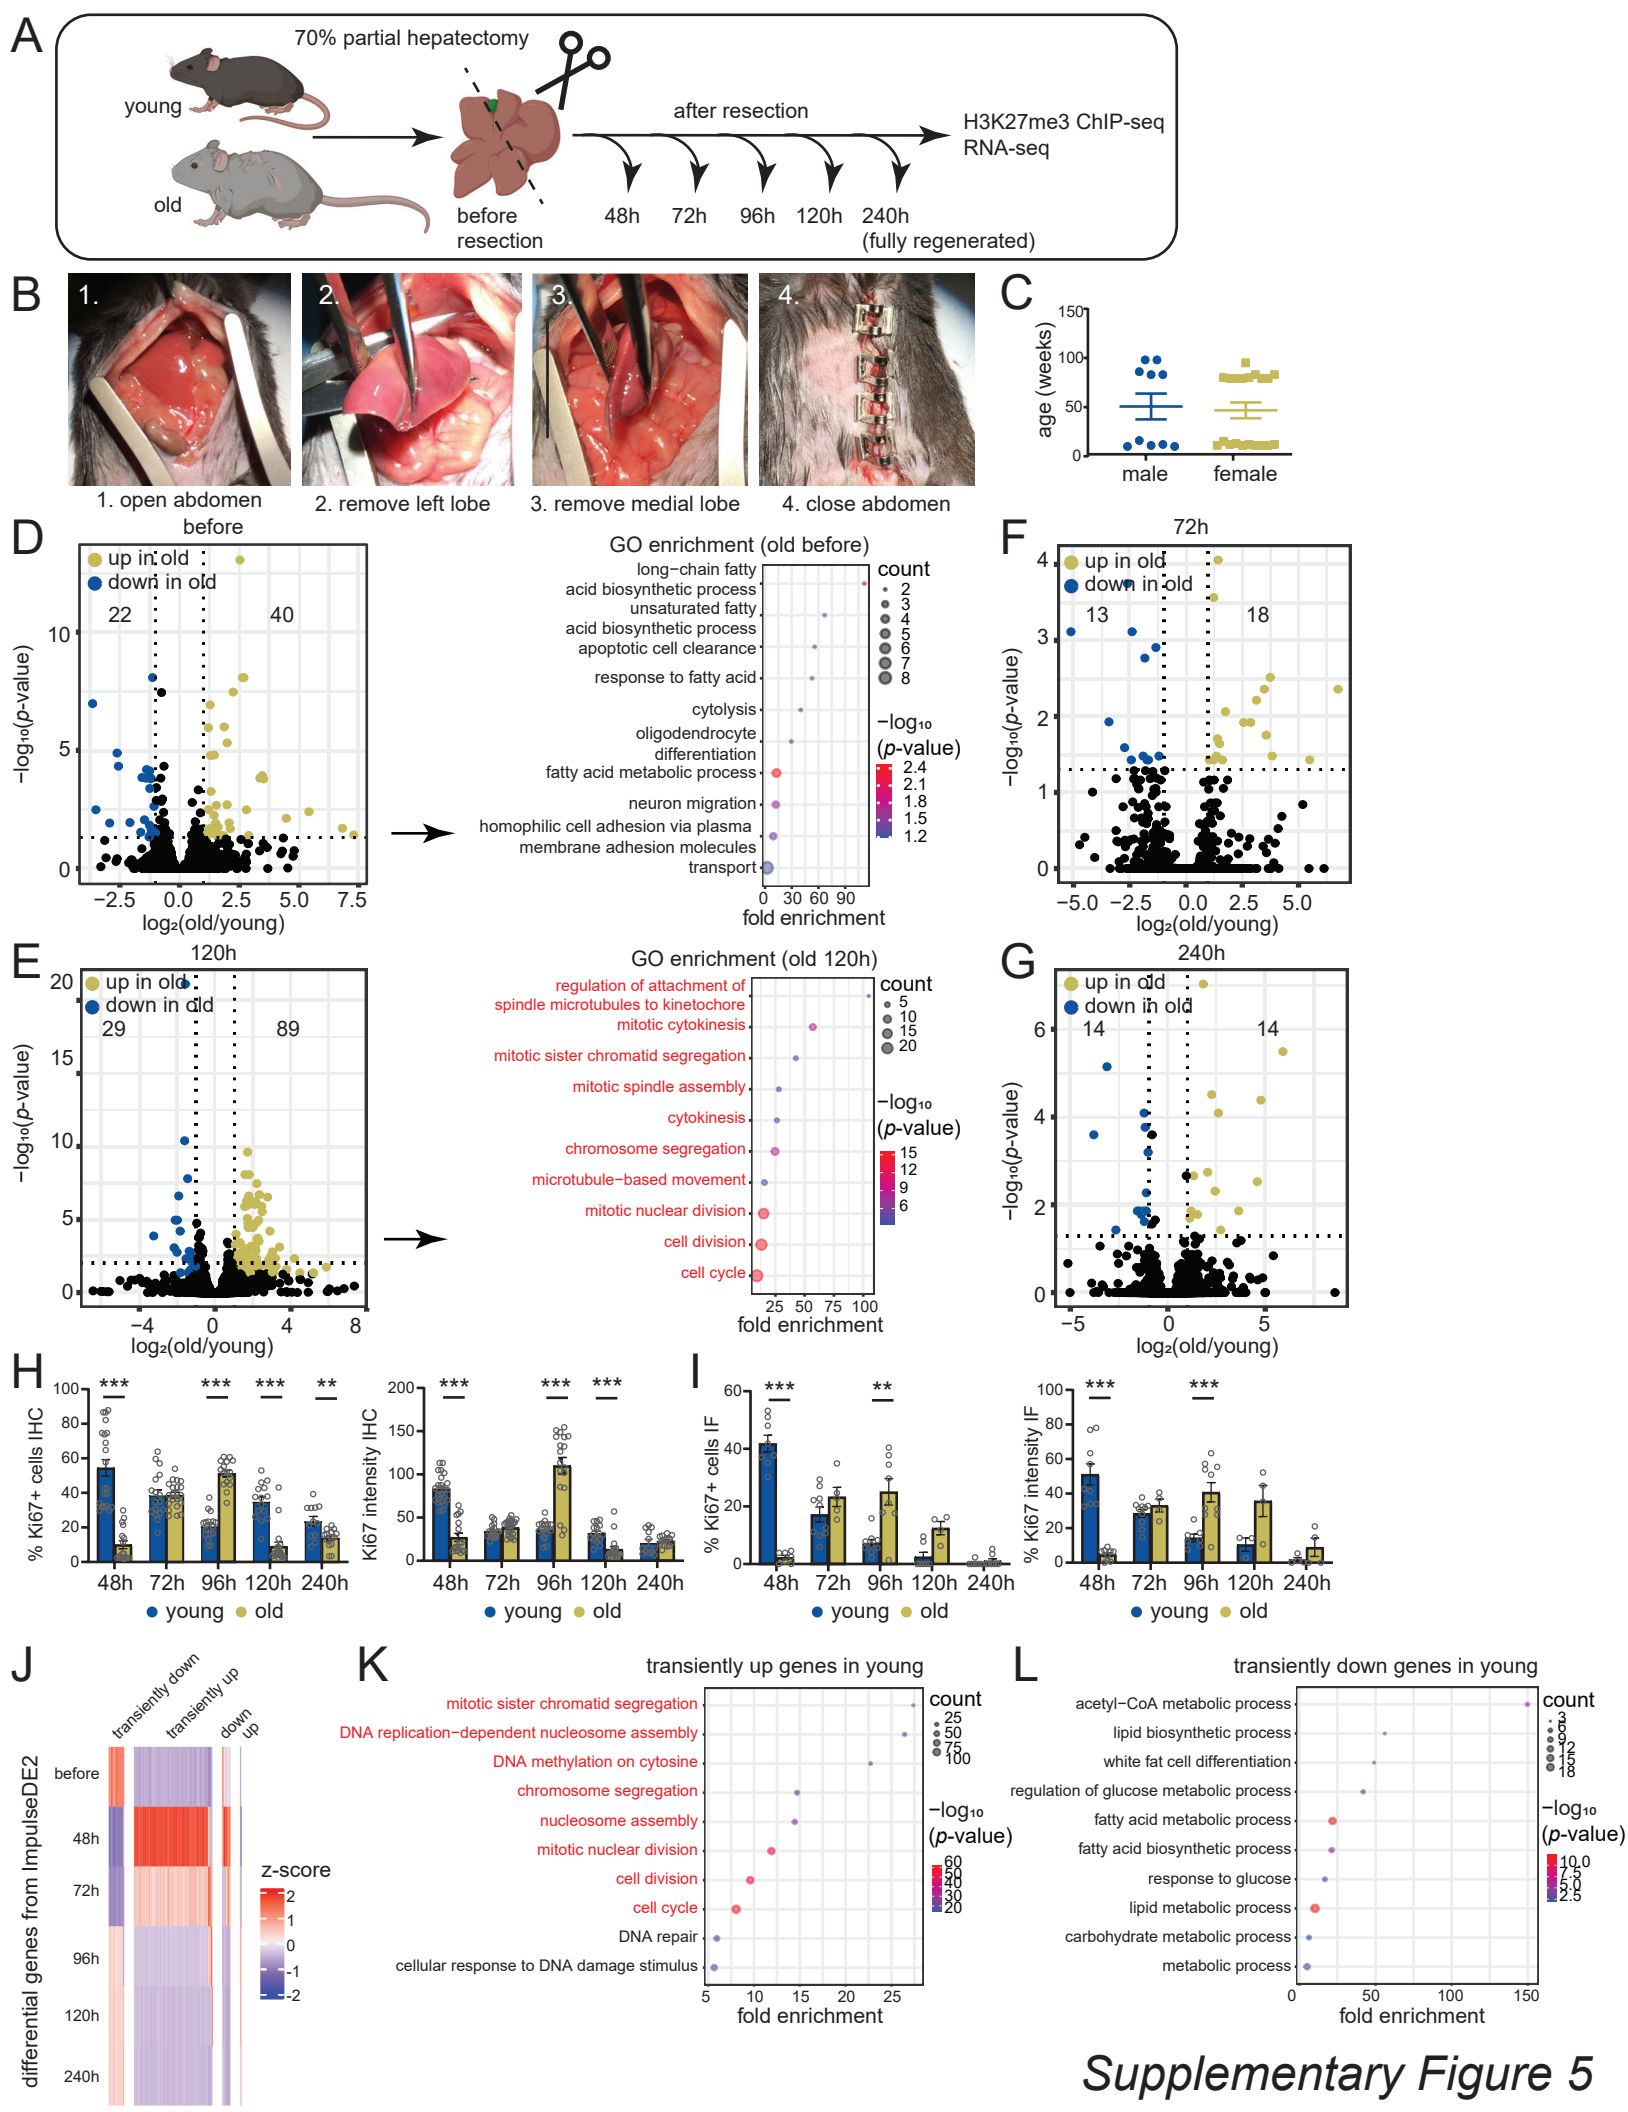 A
70% partial hepatectomy
young
old
before
resection
after resection
48h
72h
96h
120h
240h
(fully regenerated)
H3K27me3 ChIP-seq
RNA-seq
B
1.
2.
3.
4.
1. open abdomen
2. remove left lobe
3. remove medial lobe
4. close abdomen
C
age (weeks)
150
100
50
0
male
female
D
before
up in old
down in old
22
40
−log₁₀(p-value)
10
5
0
−2.5
0.0
2.5
5.0
7.5
log₂(old/young)
GO enrichment (old before)
long-chain fatty
acid biosynthetic process
unsaturated fatty
acid biosynthetic process
apoptotic cell clearance
response to fatty acid
cytolysis
oligodendrocyte
differentiation
fatty acid metabolic process
neuron migration
homophilic cell adhesion via plasma
membrane adhesion molecules
transport
0
30
60
90
fold enrichment
count
2
3
4
5
6
7
8
−log₁₀
(p-value)
2.4
2.1
1.8
1.5
1.2
F
72h
up in old
down in old
13
18
−log₁₀(p-value)
4
3
2
1
0
−5.0
−2.5
0.0
2.5
5.0
log₂(old/young)
E
120h
up in old
down in old
29
89
−log₁₀(p-value)
20
15
10
5
0
−4
0
4
8
log₂(old/young)
GO enrichment (old 120h)
regulation of attachment of
spindle microtubules to kinetochore
mitotic cytokinesis
mitotic sister chromatid segregation
mitotic spindle assembly
cytokinesis
chromosome segregation
microtubule−based movement
mitotic nuclear division
cell division
cell cycle
25
50
75
100
fold enrichment
count
5
10
15
20
−log₁₀
(p-value)
15
12
9
6
G
240h
up in old
down in old
14
14
−log₁₀(p-value)
6
4
2
0
−5
0
5
log₂(old/young)
H
% Ki67+ cells IHC
100
80
60
40
20
0
***
***
***
**
48h
72h
96h
120h
240h
young
old
Ki67 intensity IHC
200
150
100
50
0
***
***
***
48h
72h
96h
120h
240h
young
old
I
% Ki67+ cells IF
60
40
20
0
***
**
48h
72h
96h
120h
240h
young
old
% Ki67 intensity IF
100
80
60
40
20
0
***
***
48h
72h
96h
120h
240h
young
old
J
transiently down
transiently up
down
up
differential genes from ImpulseDE2
before
48h
72h
96h
120h
240h
z-score
2
1
0
-1
-2
K
transiently up genes in young
mitotic sister chromatid segregation
DNA replication−dependent nucleosome assembly
DNA methylation on cytosine
chromosome segregation
nucleosome assembly
mitotic nuclear division
cell division
cell cycle
DNA repair
cellular response to DNA damage stimulus
5
10
15
20
25
fold enrichment
count
25
50
75
100
−log₁₀
(p-value)
60
50
40
30
20
L
transiently down genes in young
acetyl−CoA metabolic process
lipid biosynthetic process
white fat cell differentiation
regulation of glucose metabolic process
fatty acid metabolic process
fatty acid biosynthetic process
response to glucose
lipid metabolic process
carbohydrate metabolic process
metabolic process
0
50
100
150
fold enrichment
count
3
6
9
12
15
18
−log₁₀
(p-value)
10.0
7.5
5.0
2.5
Supplementary Figure 5